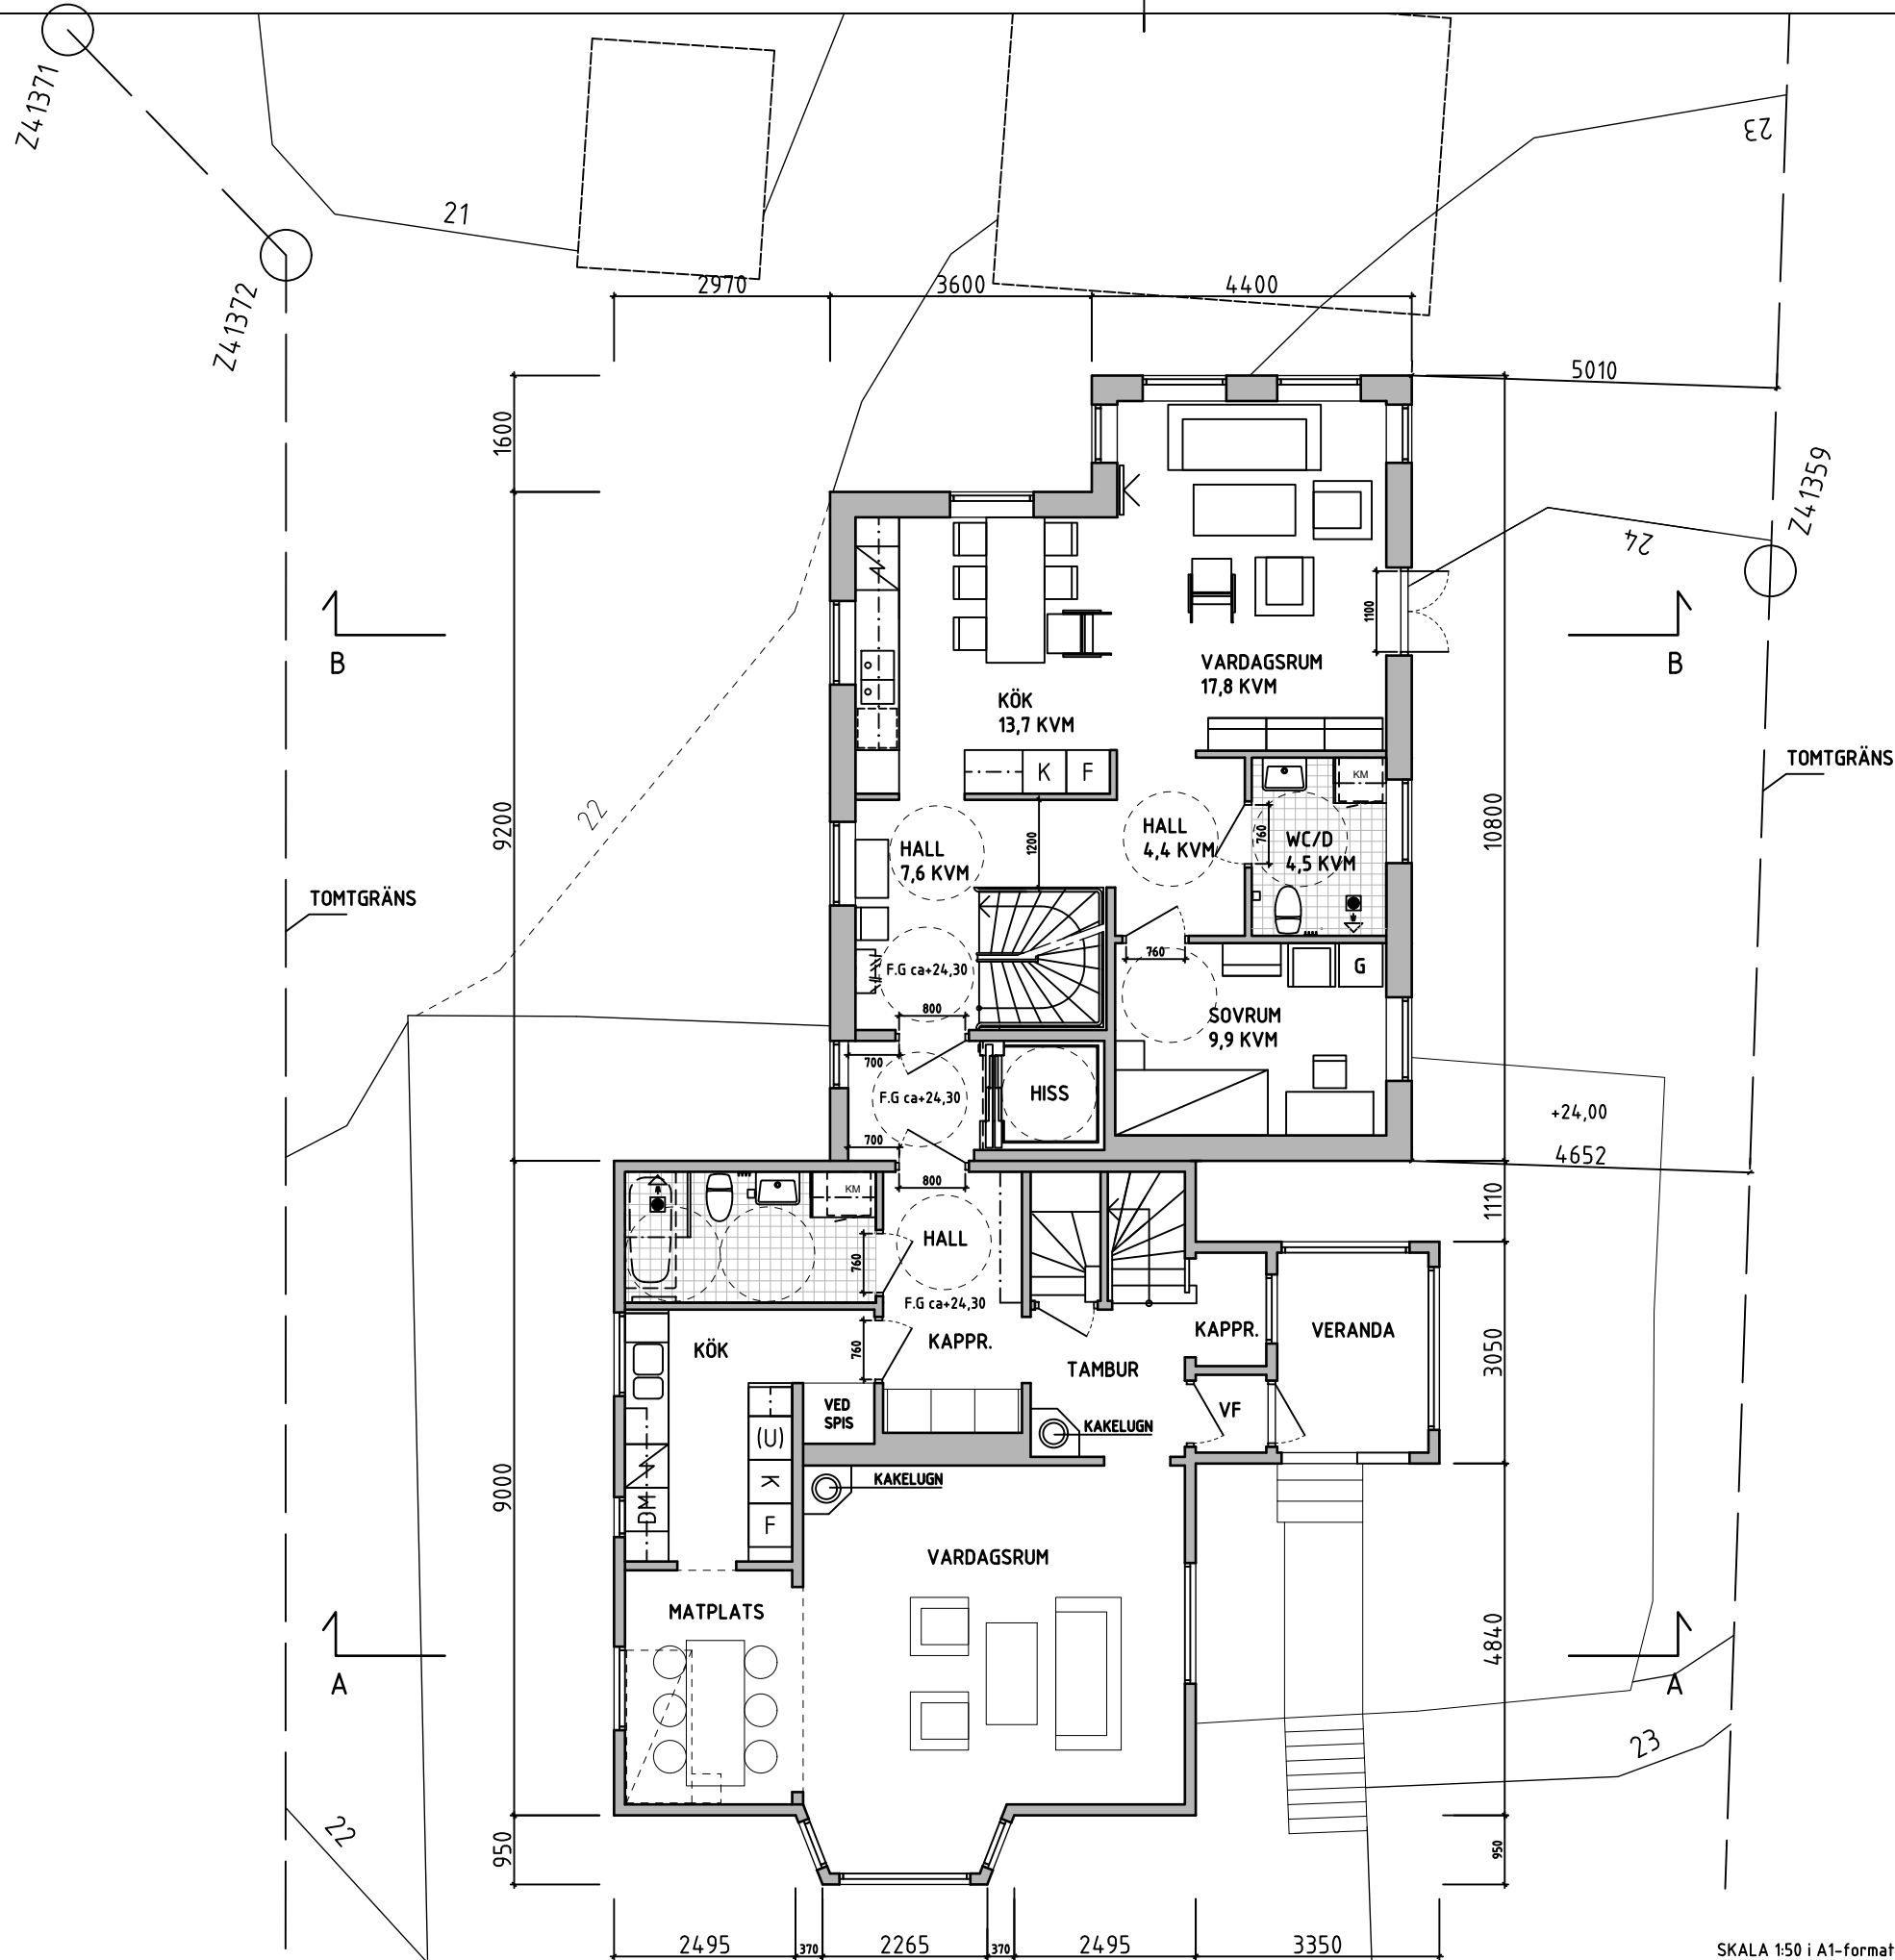 Z41371
Z41372
21
23
2970
3600
4400
5010
1600
Z41359
24
1100
B
B
VARDAGSRUM
17,8 KVM
KÖK
13,7 KVM
K
F
KM
TOMTGRÄNS
22
9200
10800
HALL
7,6 KVM
1200
HALL
4,4 KVM
760
WC/D
4,5 KVM
TOMTGRÄNS
760
G
F.G ca+24,30
800
SOVRUM
9,9 KVM
700
F.G ca+24,30
HISS
+24,00
700
4652
800
KM
1110
HALL
760
F.G ca+24,30
KÖK
760
KAPPR.
TAMBUR
KAPPR.
VERANDA
3050
VED
SPIS
VF
(U)
KAKELUGN
K
KAKELUGN
9000
DM
F
VARDAGSRUM
MATPLATS
4840
A
A
23
22
950
950
2495
370
2265
370
2495
3350
SKALA 1:50 i A1-format